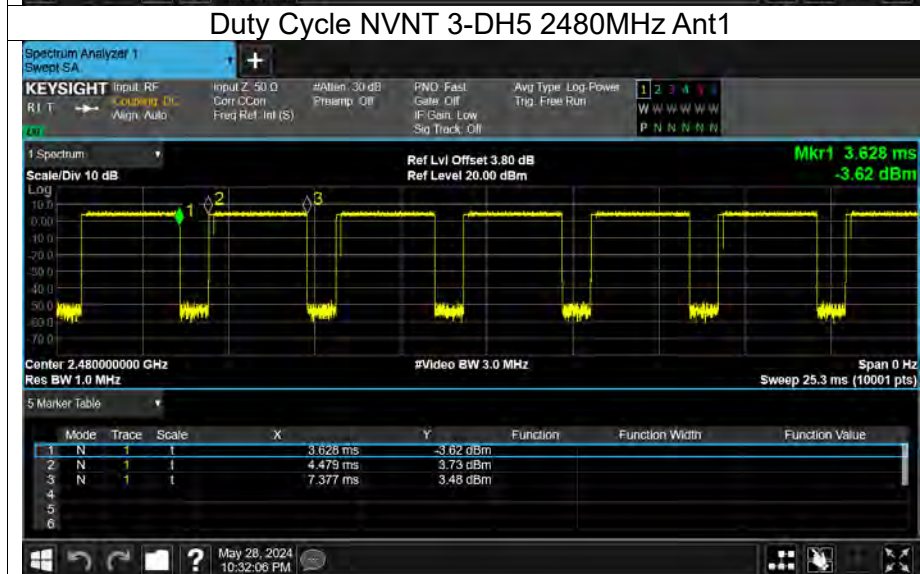 Duty Cycle NVNT 3-DH5 2480MHz Ant1
Spectrum Analyzer 1
Swept SA
+
KEYSIGHT Input: RF Input Z: 50 Ω #Atten: 30 dB PNO: Fast Avg Type: Log-Power 1 2 3 4 5 6
R L T Coupling: DC Corr CCorr Preamp: Off Gate: Off Trig: Free Run W W W W W W
Align: Auto Freq Ref: Int (S) IF Gain: Low
Sig Track: Off P N N N N N
1 Spectrum
Scale/Div 10 dB Ref Lvl Offset 3.80 dB Mkr1 3.628 ms
Ref Level 20.00 dBm -3.62 dBm
Log
10.0
0.00
-10.0
-20.0
-30.0
-40.0
-50.0
-60.0
-70.0
1 2 3
Center 2.480000000 GHz #Video BW 3.0 MHz Span 0 Hz
Res BW 1.0 MHz Sweep 25.3 ms (10001 pts)
5 Marker Table
Mode Trace Scale X Y Function Function Width Function Value
1 N 1 t 3.628 ms -3.62 dBm
2 N 1 t 4.479 ms 3.73 dBm
3 N 1 t 7.377 ms 3.48 dBm
4
5
6
? May 28, 2024
10:32:06 PM